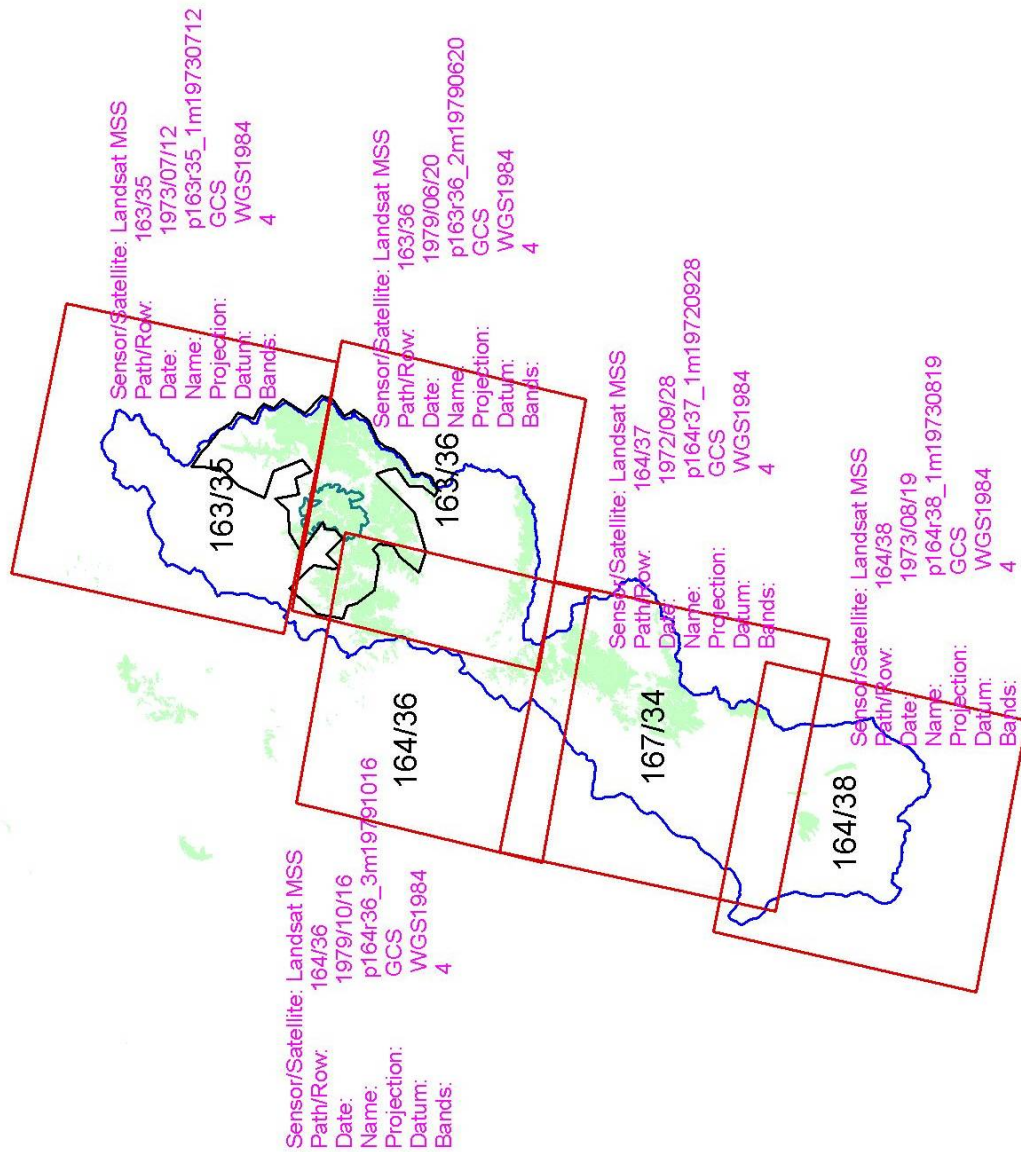 Sensor/Satellite: Landsat MSS
Path/Row: 163/35
Date: 1973/07/12
Name: p163r35_1m19730712
Projection: GCS
Datum: WGS1984
Bands: 4
163/35
Sensor/Satellite: Landsat MSS
Path/Row: 163/36
Date: 1979/06/20
Name: p163r36_2m19790620
Projection: GCS
Datum: WGS1984
Bands: 4
163/36
Sensor/Satellite: Landsat MSS
Path/Row: 164/36
Date: 1979/10/16
Name: p164r36_3m19791016
Projection: GCS
Datum: WGS1984
Bands: 4
164/36
Sensor/Satellite: Landsat MSS
Path/Row: 164/37
Date: 1972/09/28
Name: p164r37_1m19720928
Projection: GCS
Datum: WGS1984
Bands: 4
167/34
Sensor/Satellite: Landsat MSS
Path/Row: 164/38
Date: 1973/08/19
Name: p164r38_1m19730819
Projection: GCS
Datum: WGS1984
Bands: 4
164/38